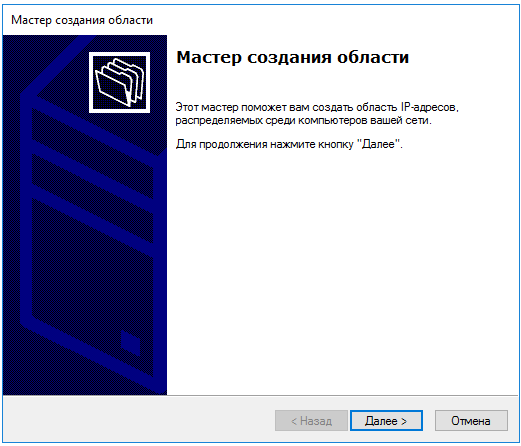 Мастер создания области
Мастер создания области
Этот мастер поможет вам создать область IP-адресов,
распределяемых среди компьютеров вашей сети.
Для продолжения нажмите кнопку "Далее".
< Назад
Далее >
Отмена